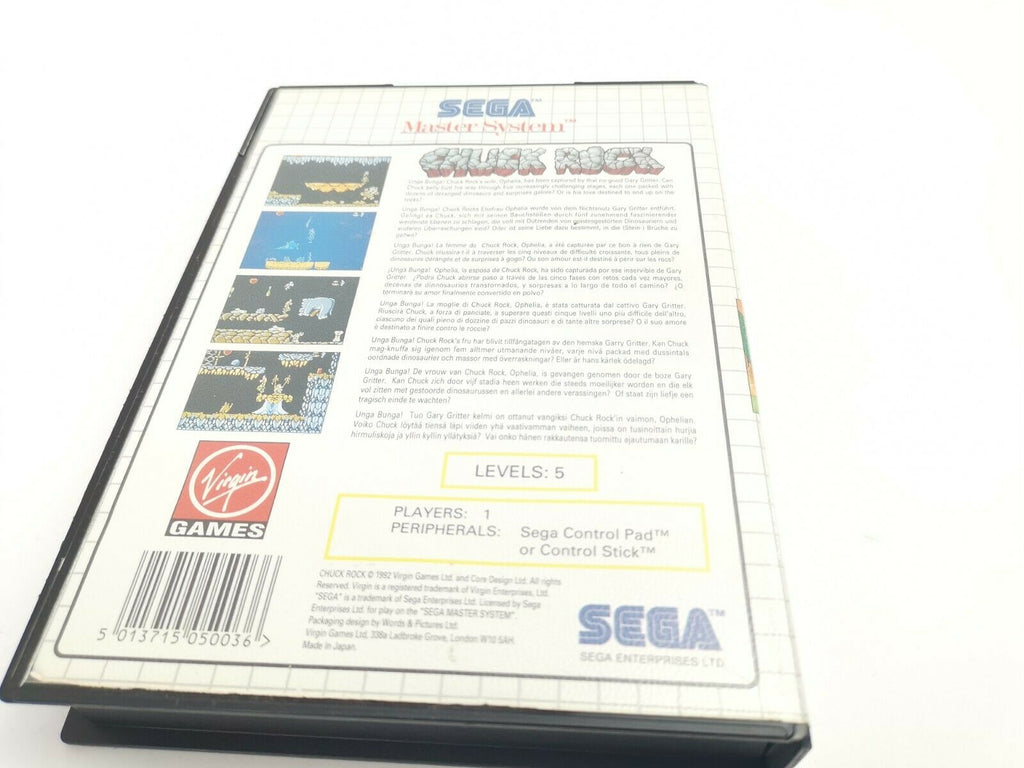 SEGA™
Master System™
CHUCK ROCK
Unga Bunga! Chuck Rock's wife, Ophelia, has been captured by that no good Gary Gritter. Can
Chuck belly butt his way through five increasingly challenging stages, each one packed with
dozens of deranged dinosaurs and surprises galore? Or is his love destined to end up on the
rocks?
Unga Bunga! Chuck Rocks Ehefrau Ophelia wurde von dem Nichtsnutz Gary Gritter entführt.
Gelingt es Chuck, sich mit seinen Bauchstößen durch fünf zunehmend faszinierender
werdende Ebenen zu schlagen, die voll mit Dutzenden von geistesgestörten Dinosauriern und
anderen Überraschungen sind? Oder ist seine Liebe dazu bestimmt, in die (Stein-) Brüche zu
gehen?
Unga Bunga! La femme de Chuck Rock, Ophelia, a été capturée par ce bon à rien de Gary
Gritter. Chuck réussira-t-il à traverser les cinq niveaux de difficulté croissante, tous pleins de
dinosaures dérangés et de surprises à gogo? Ou son amour est-il destiné à périr sur les rocs?
¡Unga Bunga! Ophelia, la esposa de Chuck Rock, ha sido capturada por ese inservible de Gary
Gritter. ¿Podrá Chuck abrirse paso a través de las cinco fases con retos cada vez mayores,
decenas de dinnosaurios transtornados, y sorpresas a lo largo de todo el camino? ¿O
terminará su amor finalmente convertido en polvo?
Unga Bunga! La moglie di Chuck Rock, Ophelia, è stata catturata dal cattivo Gary Gritter.
Riuscirà Chuck, a forza di panciate, a superare questi cinque livelli uno più difficile dell'altro,
ciascuno dei quali pieno di dozzine di pazzi dinosauri e di tante altre sorprese? O il suo amore
è destinato a finire contro le roccie?
Unga Bunga! Chuck Rock's fru har blivit tillfångatagen av den hemska Garry Gritter. Kan Chuck
mag-knuffa sig igenom fem alltmer utmanande nivåer, varje nivå packad med dussintals
oordnade dinosaurier och massor med överraskningar? Eller är hans kärlek ödelagd?
Unga Bunga! De vrouw van Chuck Rock, Ophelia, is gevangen genomen door de boze Gary
Gritter. Kan Chuck zich door vijf stadia heen werken die steeds moeilijker worden en die elk
vol zitten met gestoorde dinosaurussen en allerlei andere verassingen? Of staat zijn liefje een
tragisch einde te wachten?
Unga Bunga! Tuo Gary Gritter kelmi on ottanut vangiksi Chuck Rock'in vaimon, Ophelian.
Voiko Chuck löytää tiensä läpi viiden yhä vaativamman vaiheen, joissa on tusinoittain hurjia
hirmuliskoja ja yllin kyllin yllätyksiä? Vai onko hänen rakkautensa tuomittu ajautumaan karille?
LEVELS: 5
PLAYERS: 1
PERIPHERALS: Sega Control Pad™
or Control Stick™
Virgin
GAMES
CHUCK ROCK © 1992 Virgin Games Ltd. and Core Design Ltd. All rights
Reserved. Virgin is a registered trademark of Virgin Enterprises Ltd.
"SEGA" is a trademark of Sega Enterprises Ltd. Licensed by Sega
Enterprises Ltd. for play on the "SEGA MASTER SYSTEM".
Packaging design by Words & Pictures Ltd.
Virgin Games Ltd, 338a Ladbroke Grove, London W10 5AH.
Made in Japan.
5 013715 050036 >
SEGA™
SEGA ENTERPRISES LTD.